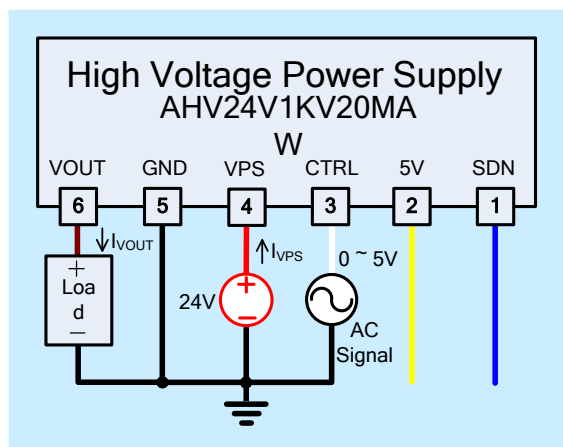 High Voltage Power Supply
AHV24V1KV20MA
W
VOUT GND VPS CTRL 5V SDN
6 5 4 3 2 1
IVOUT
IVPS
0 ~ 5V
+
Loa
d
−
24V
+
−
AC
Signal